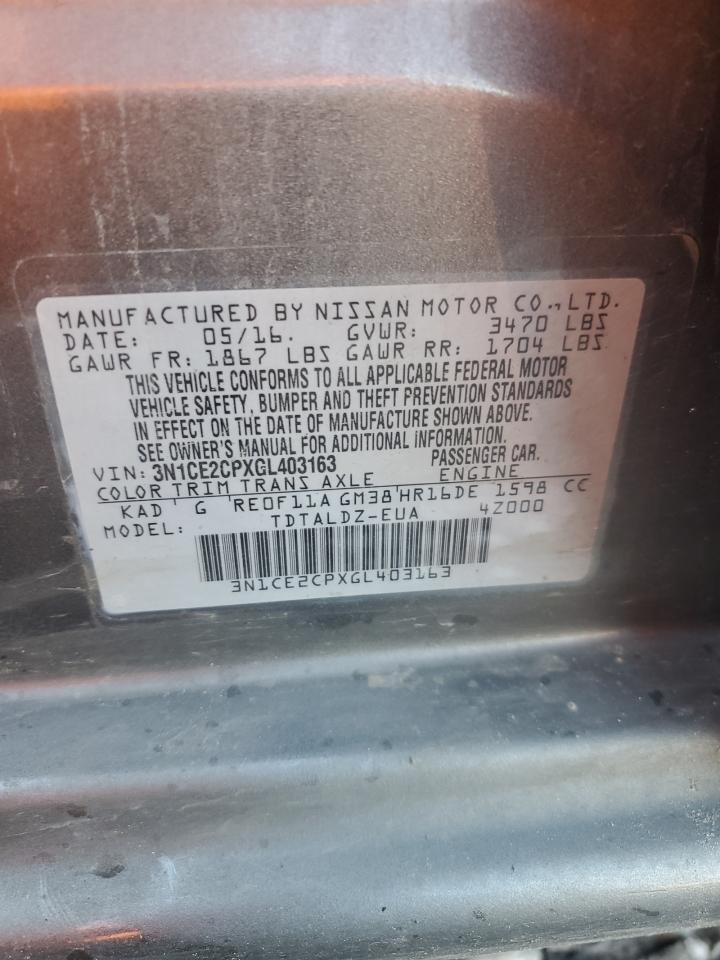 MANUFACTURED BY NISSAN MOTOR CO., LTD.
DATE: 05/16. GVWR: 3470 LBS
GAWR FR: 1867 LBS GAWR RR: 1704 LBS
THIS VEHICLE CONFORMS TO ALL APPLICABLE FEDERAL MOTOR
VEHICLE SAFETY, BUMPER AND THEFT PREVENTION STANDARDS
IN EFFECT ON THE DATE OF MANUFACTURE SHOWN ABOVE.
SEE OWNER'S MANUAL FOR ADDITIONAL INFORMATION.
VIN: 3N1CE2CPXGL403163 PASSENGER CAR.
COLOR TRIM TRANS AXLE ENGINE
KAD G RE0F11A GM38 HR16DE 1598 CC
MODEL: TDTALDZ-EUA 4Z000
3N1CE2CPXGL403163